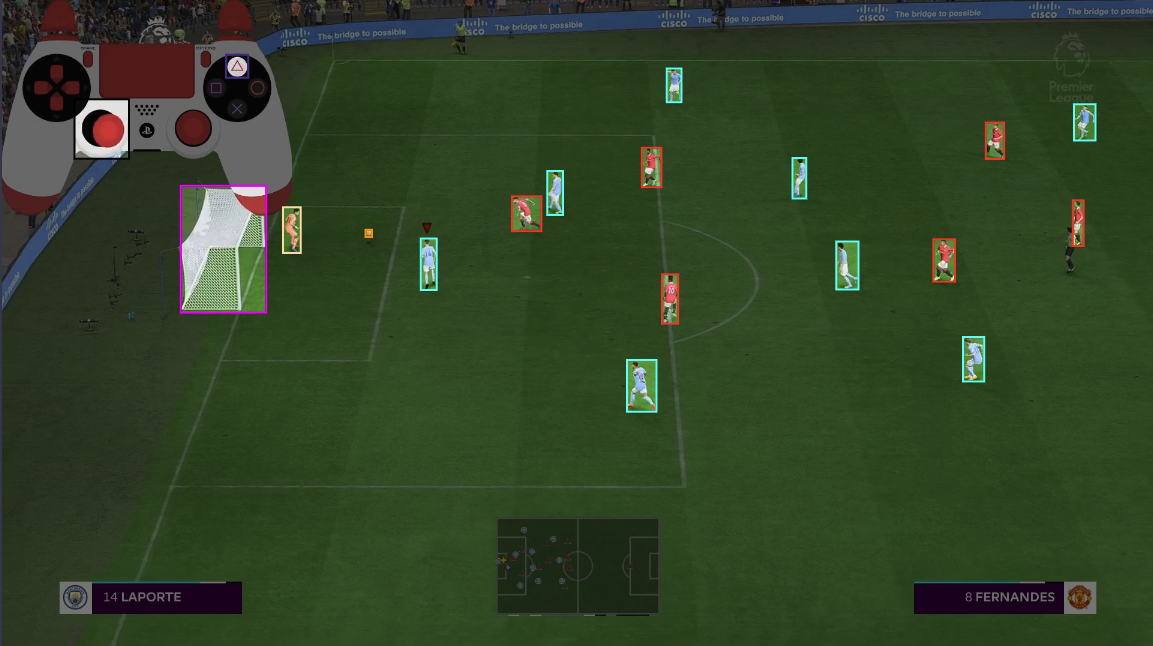 CISCO The bridge to possible
CISCO The bridge to possible
CISCO The bridge to possible
CISCO The bridge to possible
CISCO The bridge to possible
Premier
League
14 LAPORTE
8 FERNANDES